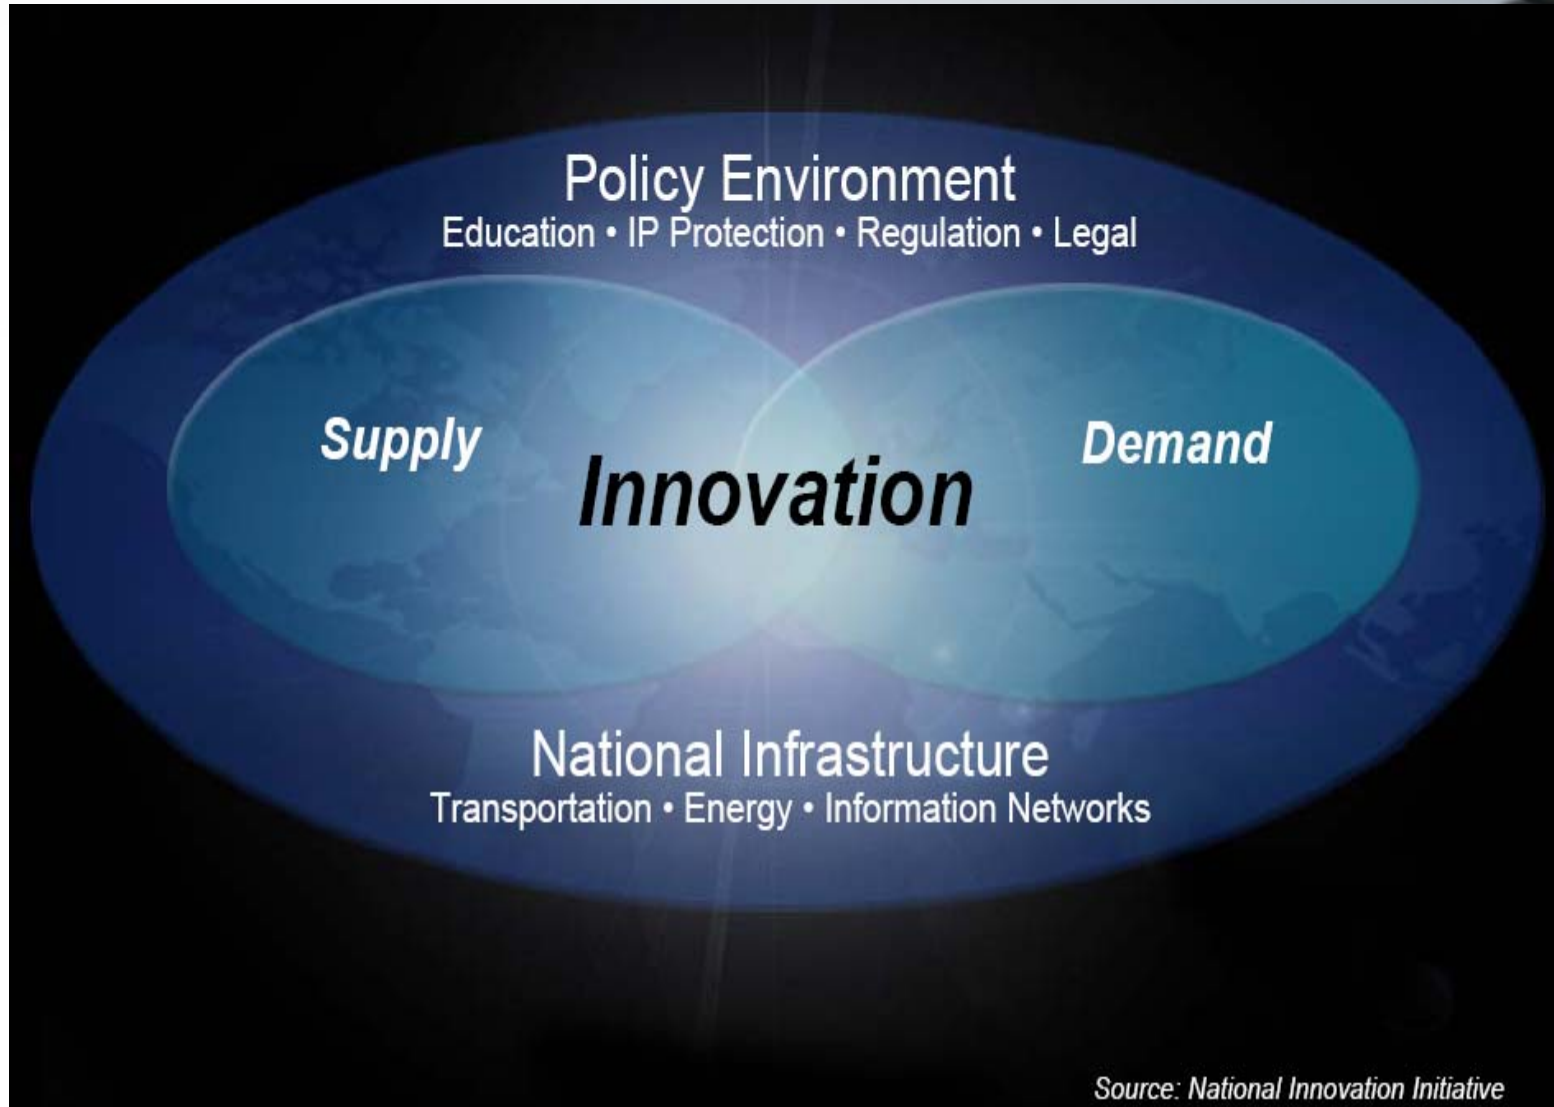 Policy Environment
Education • IP Protection • Regulation • Legal
Supply
Demand
Innovation
National Infrastructure
Transportation • Energy • Information Networks
Source: National Innovation Initiative